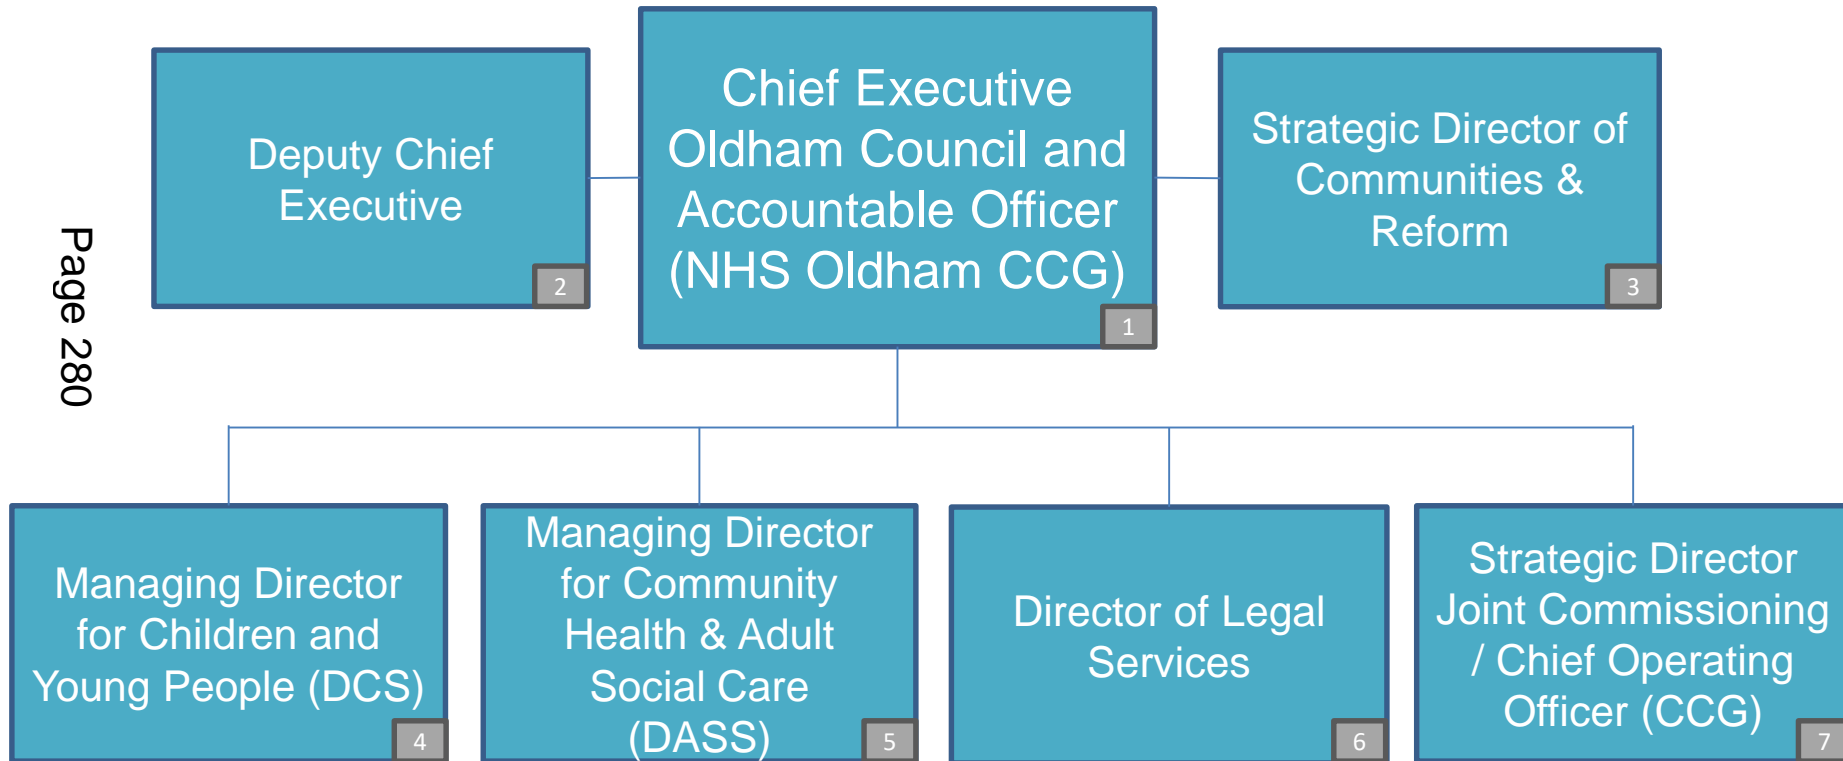 Deputy Chief
Executive
2
Chief Executive
Oldham Council and
Accountable Officer
(NHS Oldham CCG)
1
Strategic Director of
Communities &
Reform
3
Page 280
Managing Director
for Children and
Young People (DCS)
4
Managing Director
for Community
Health & Adult
Social Care
(DASS)
5
Director of Legal
Services
6
Strategic Director
Joint Commissioning
/ Chief Operating
Officer (CCG)
7